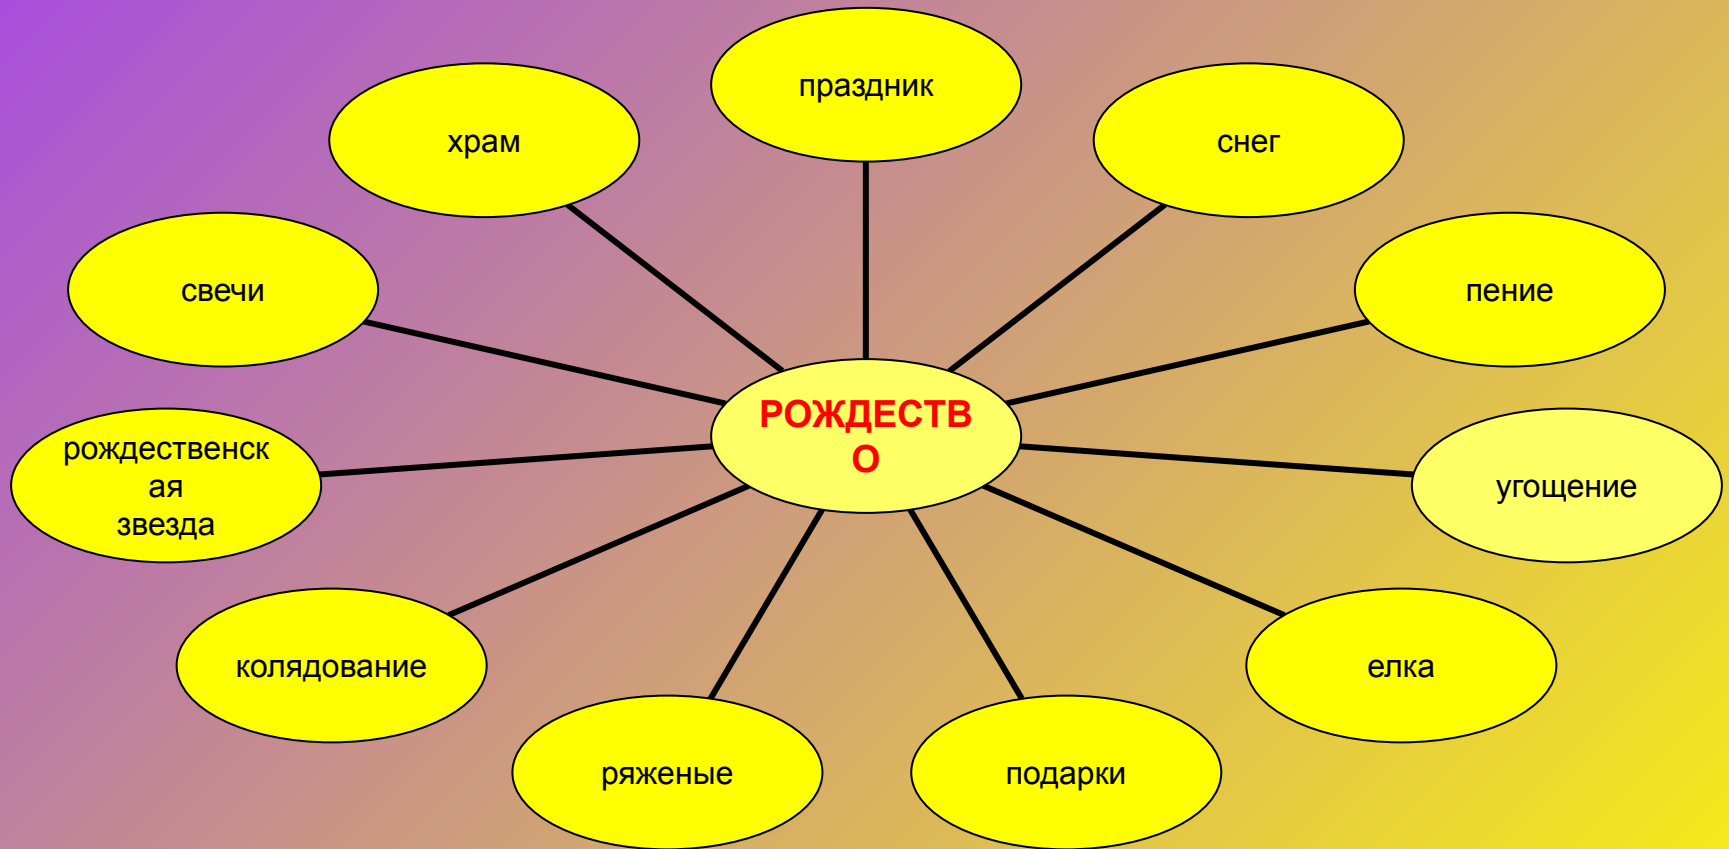 праздник
храм
снег
свечи
пение
РОЖДЕСТВ
О
рождественск
ая
звезда
угощение
колядование
елка
ряженые
подарки